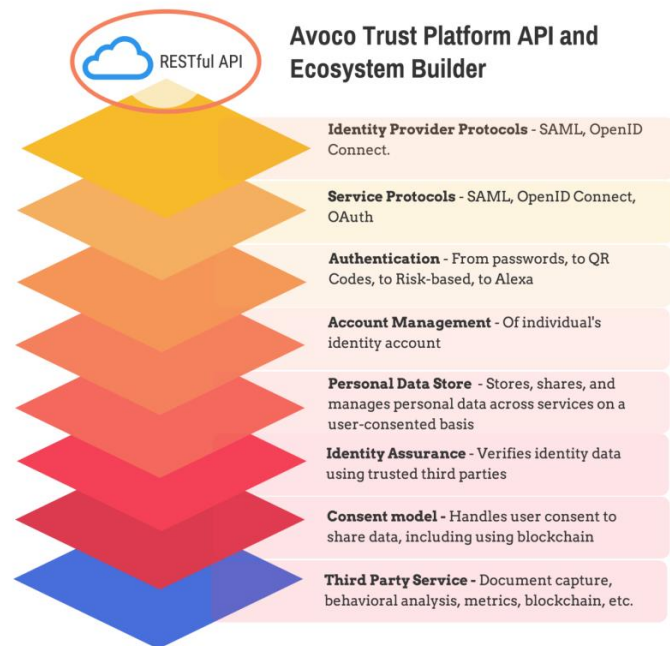 RESTful API
Avoco Trust Platform API and
Ecosystem Builder
Identity Provider Protocols - SAML, OpenID
Connect.
Service Protocols - SAML, OpenID Connect,
OAuth
Authentication - From passwords, to QR
Codes, to Risk-based, to Alexa
Account Management - Of individual's
identity account
Personal Data Store - Stores, shares, and
manages personal data across services on a
user-consented basis
Identity Assurance - Verifies identity data
using trusted third parties
Consent model - Handles user consent to
share data, including using blockchain
Third Party Service - Document capture,
behavioral analysis, metrics, blockchain, etc.